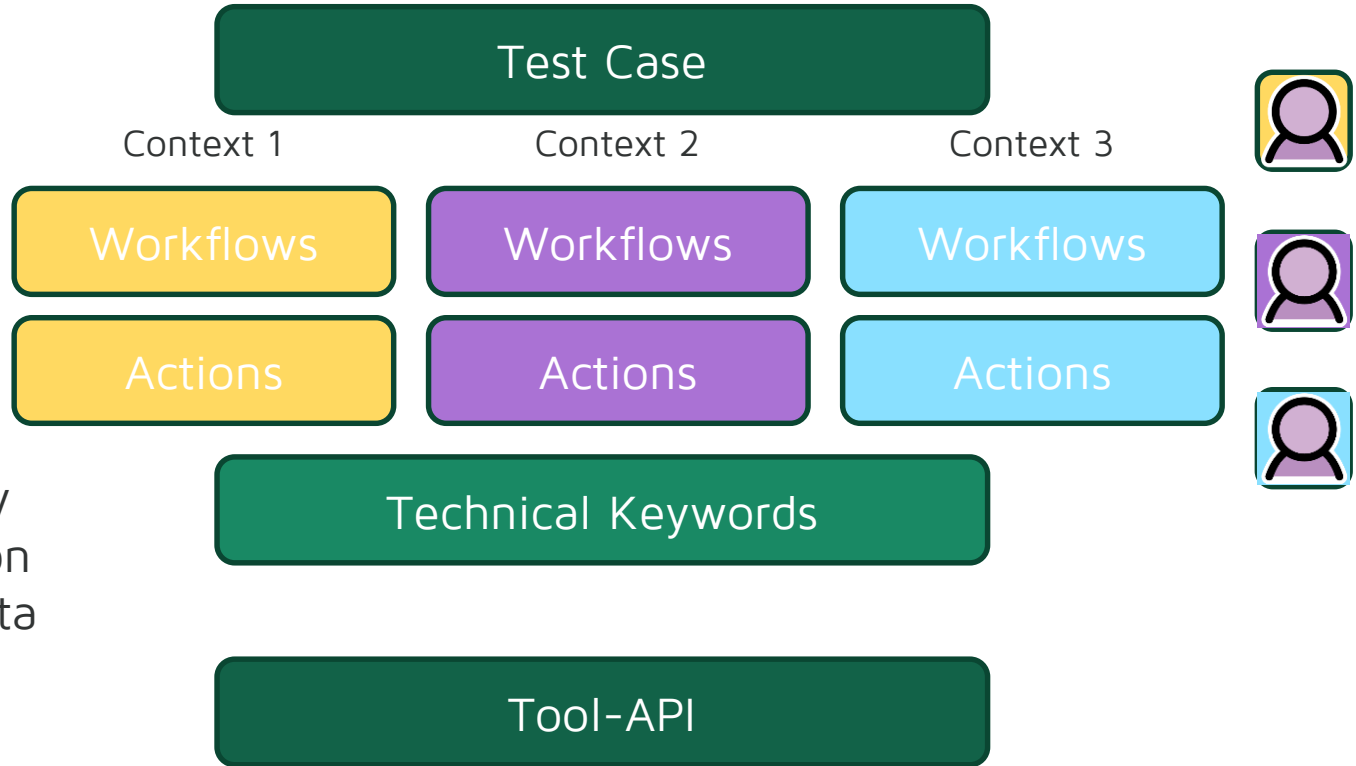 Test Case
Context 1
Context 2
Context 3
Workflows
Workflows
Workflows
Actions
Actions
Actions
Technical Keywords
Tool-API